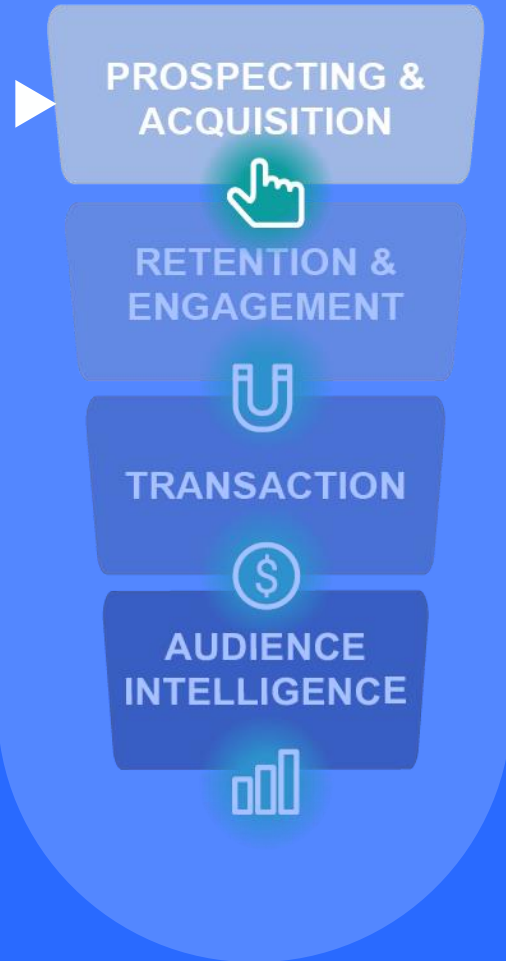 PROSPECTING &
ACQUISITION
RETENTION &
ENGAGEMENT
TRANSACTION
$
AUDIENCE
INTELLIGENCE